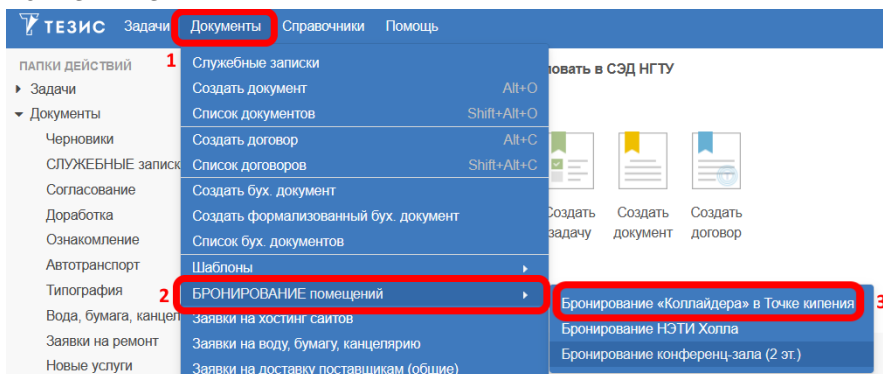 ТЕЗИС Задачи Документы Справочники Помощь
1
ПАПКИ ДЕЙСТВИЙ
Задачи
Документы
Черновики
СЛУЖЕБНЫЕ записк
Согласование
Доработка
Ознакомление
Автотранспорт
Типография
Вода, бумага, канцел
Заявки на ремонт
Новые услуги
Служебные записки
Создать документ Alt+O
Список документов Shift+Alt+O
Создать договор Alt+C
Список договоров Shift+Alt+C
Создать бух. документ
Создать формализованный бух. документ
Список бух. документов
Шаблоны
2
БРОНИРОВАНИЕ помещений
Заявки на хостинг сайтов
Заявки на воду, бумагу, канцелярию
Заявки на доставку поставщикам (общие)
ловать в СЭД НГТУ
Создать задачу
Создать документ
Создать договор
Бронирование «Коллайдера» в Точке кипения
3
Бронирование НЭТИ Холла
Бронирование конференц-зала (2 эт.)